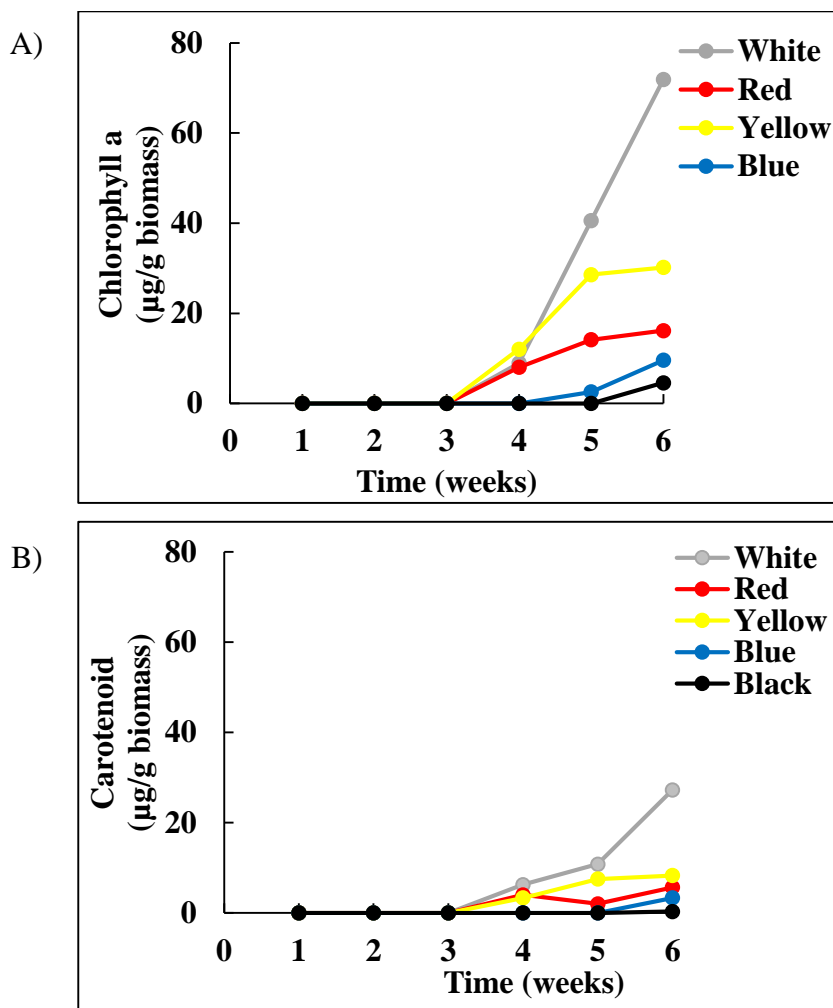 A)
80
60
40
20
0
Chlorophyll a
(µg/g biomass)
White
Red
Yellow
Blue
0 1 2 3 4 5 6
Time (weeks)
B)
80
60
40
20
0
Carotenoid
(µg/g biomass)
White
Red
Yellow
Blue
Black
0 1 2 3 4 5 6
Time (weeks)